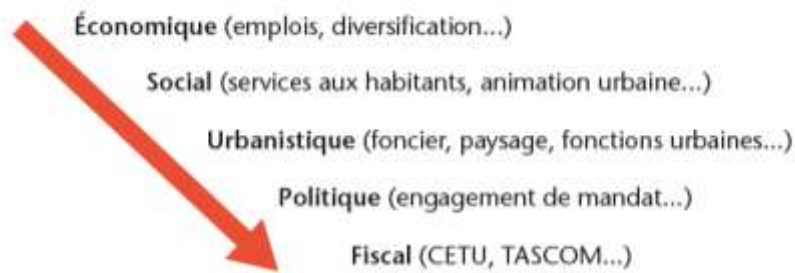 Économique (emplois, diversification...)
Social (services aux habitants, animation urbaine...)
Urbanistique (foncier, paysage, fonctions urbaines...)
Politique (engagement de mandat...)
Fiscal (CETU, TASCOM...)